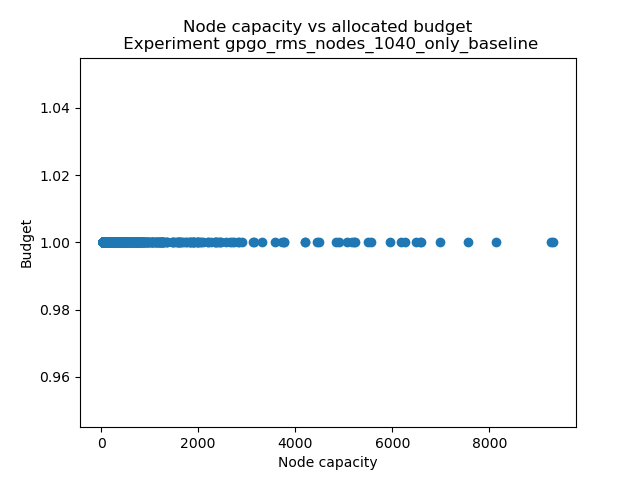 Node capacity vs allocated budget
Experiment gpgo_rms_nodes_1040_only_baseline
1.04
1.02
1.00
0.98
0.96
Budget
0
2000
4000
6000
8000
Node capacity